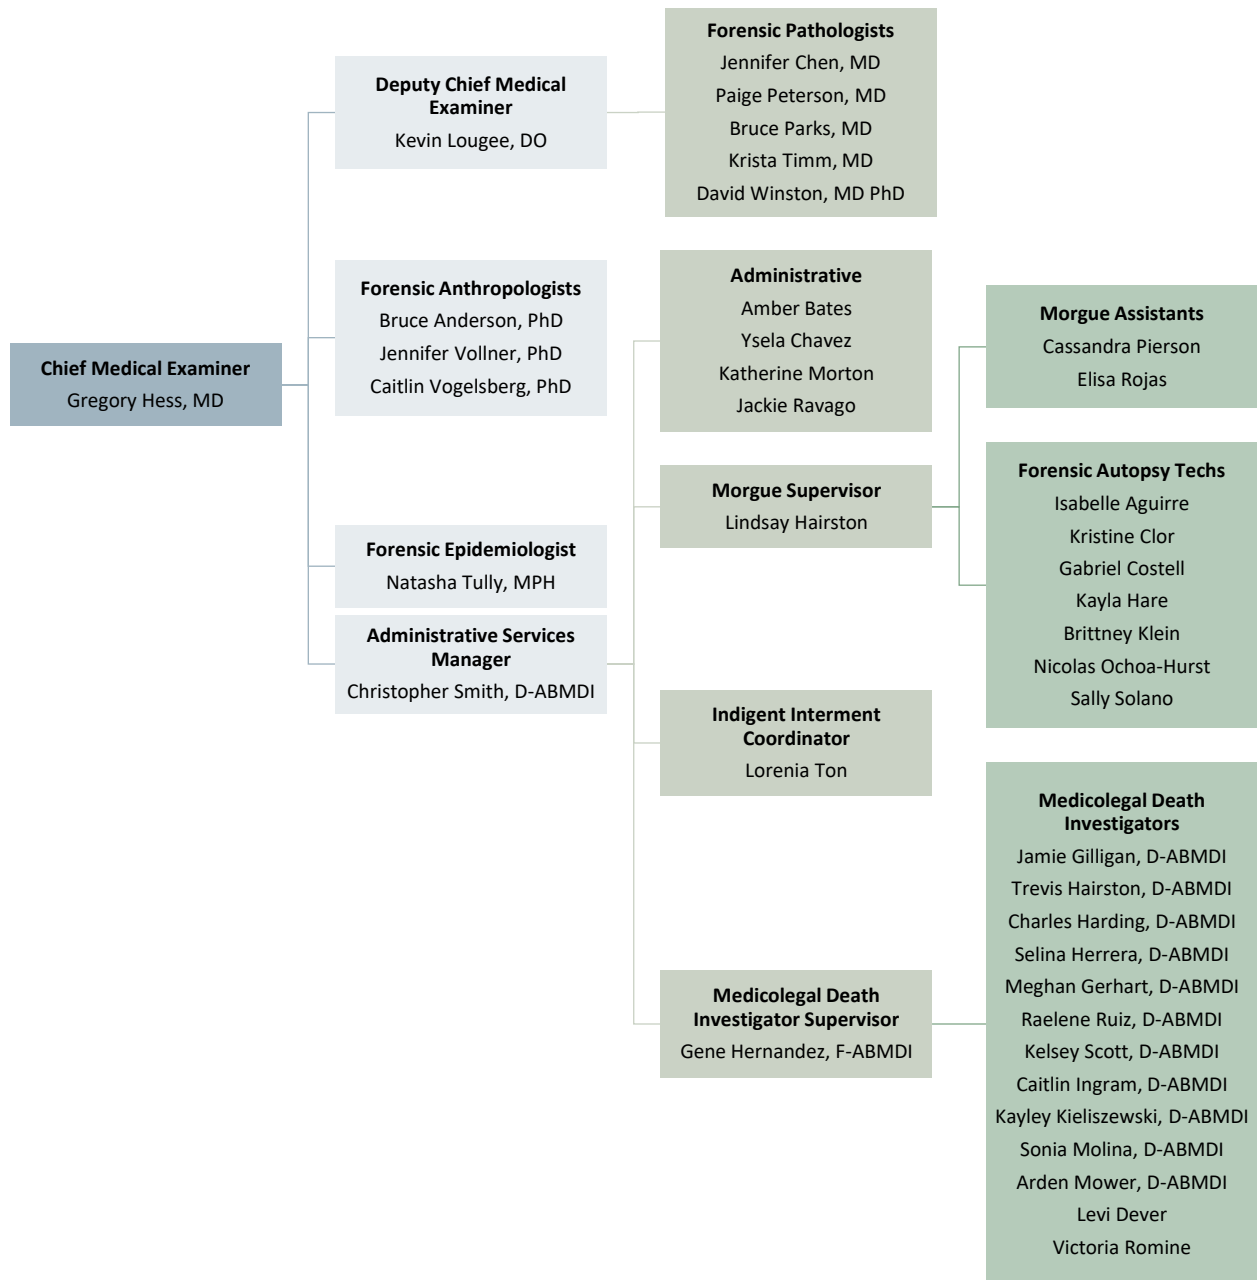 Chief Medical Examiner
Gregory Hess, MD
Deputy Chief Medical
Examiner
Kevin Lougee, DO
Forensic Anthropologists
Bruce Anderson, PhD
Jennifer Vollner, PhD
Caitlin Vogelsberg, PhD
Forensic Epidemiologist
Natasha Tully, MPH
Administrative Services
Manager
Christopher Smith, D-ABMDI
Forensic Pathologists
Jennifer Chen, MD
Paige Peterson, MD
Bruce Parks, MD
Krista Timm, MD
David Winston, MD PhD
Administrative
Amber Bates
Ysela Chavez
Katherine Morton
Jackie Ravago
Morgue Supervisor
Lindsay Hairston
Indigent Interment
Coordinator
Lorenia Ton
Medicolegal Death
Investigator Supervisor
Gene Hernandez, F-ABMDI
Morgue Assistants
Cassandra Pierson
Elisa Rojas
Forensic Autopsy Techs
Isabelle Aguirre
Kristine Clor
Gabriel Costell
Kayla Hare
Brittney Klein
Nicolas Ochoa-Hurst
Sally Solano
Medicolegal Death
Investigators
Jamie Gilligan, D-ABMDI
Trevis Hairston, D-ABMDI
Charles Harding, D-ABMDI
Selina Herrera, D-ABMDI
Meghan Gerhart, D-ABMDI
Raelene Ruiz, D-ABMDI
Kelsey Scott, D-ABMDI
Caitlin Ingram, D-ABMDI
Kayley Kieliszewski, D-ABMDI
Sonia Molina, D-ABMDI
Arden Mower, D-ABMDI
Levi Dever
Victoria Romine